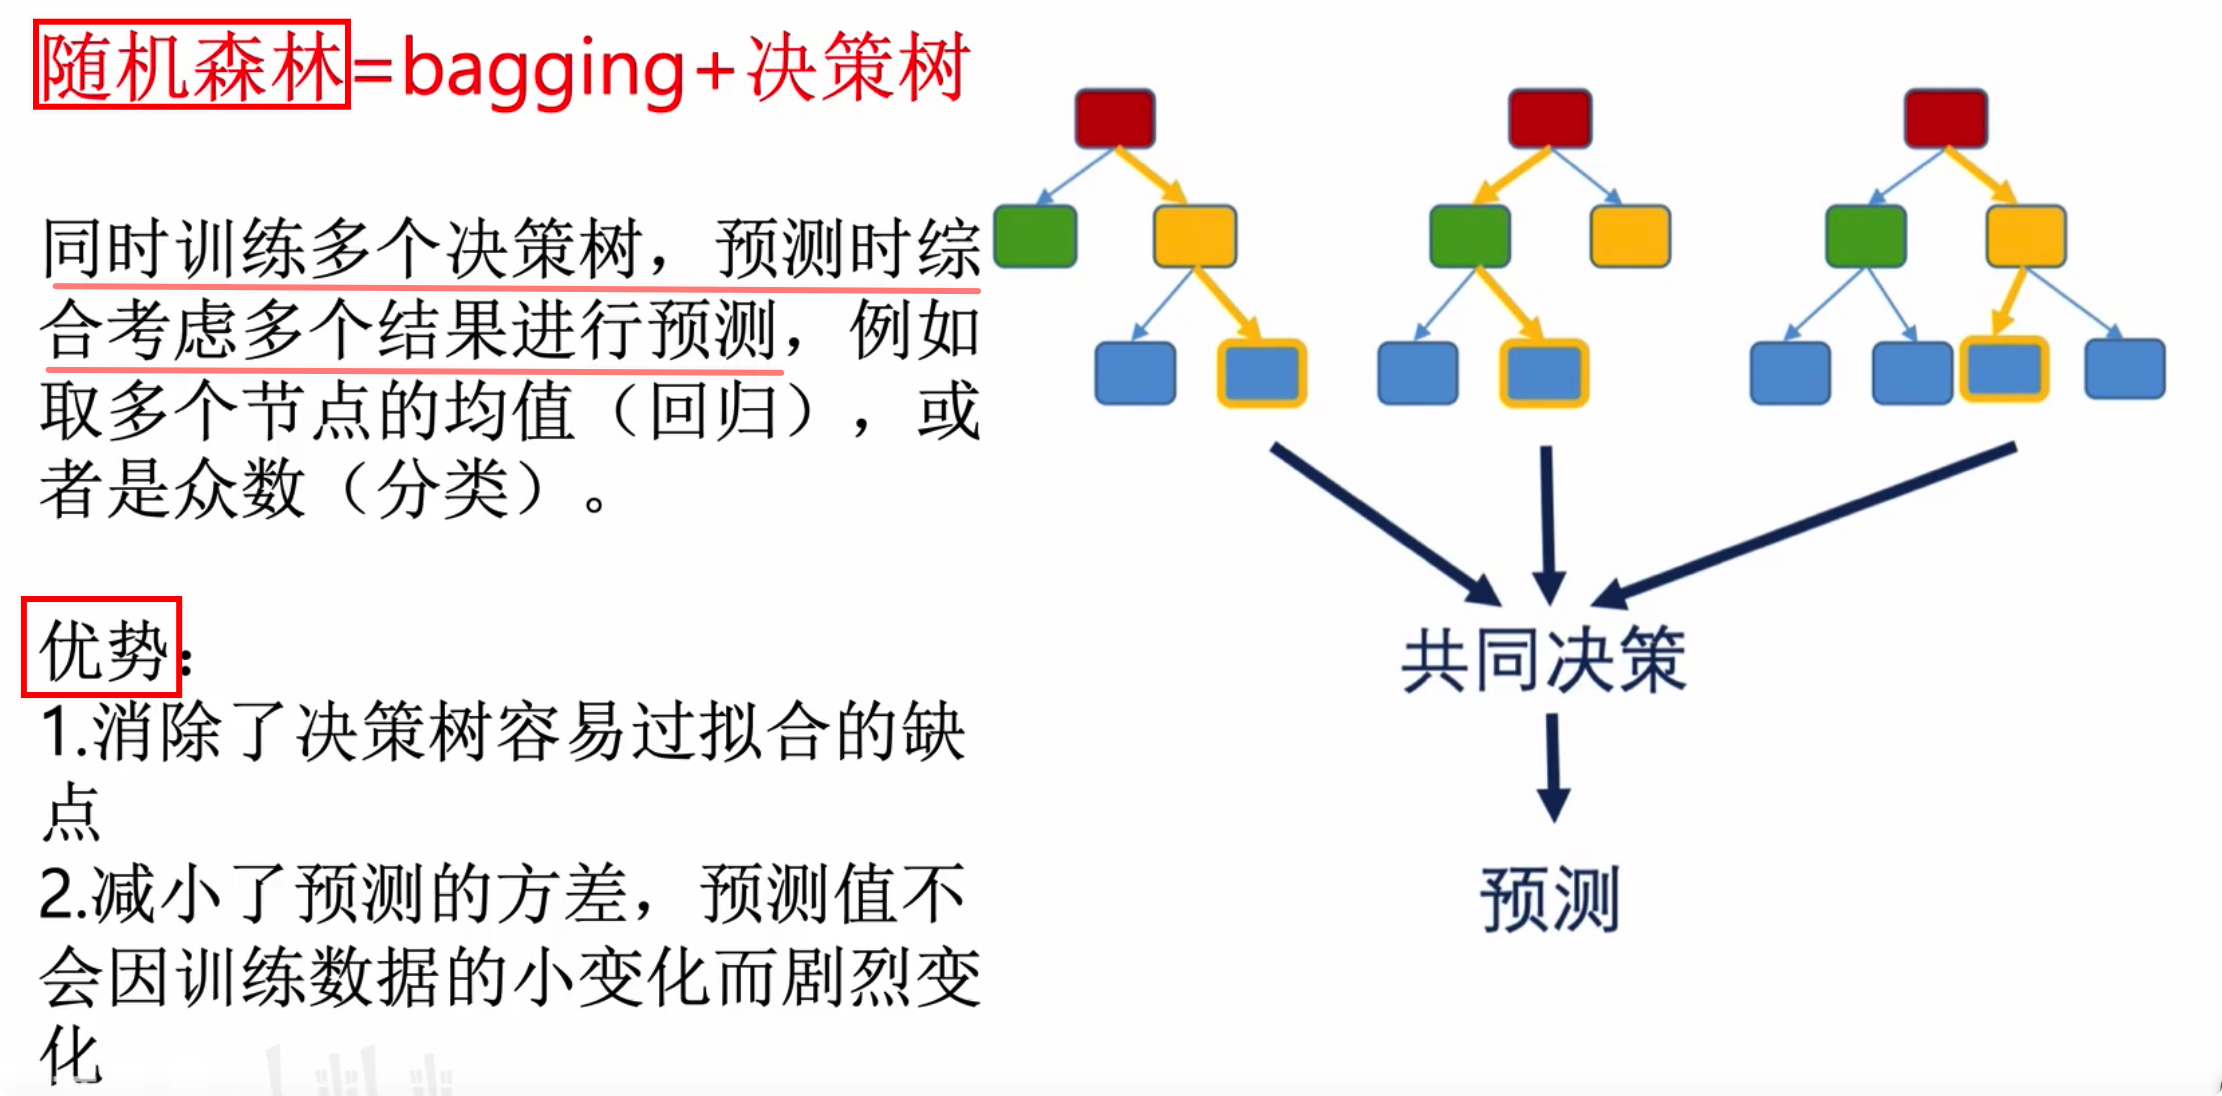 随机森林=bagging+决策树
同时训练多个决策树，预测时综
合考虑多个结果进行预测，例如
取多个节点的均值（回归），或
者是众数（分类）。
优势：
1.消除了决策树容易过拟合的缺
点
2.减小了预测的方差，预测值不
会因训练数据的小变化而剧烈变
化
共同决策
预测